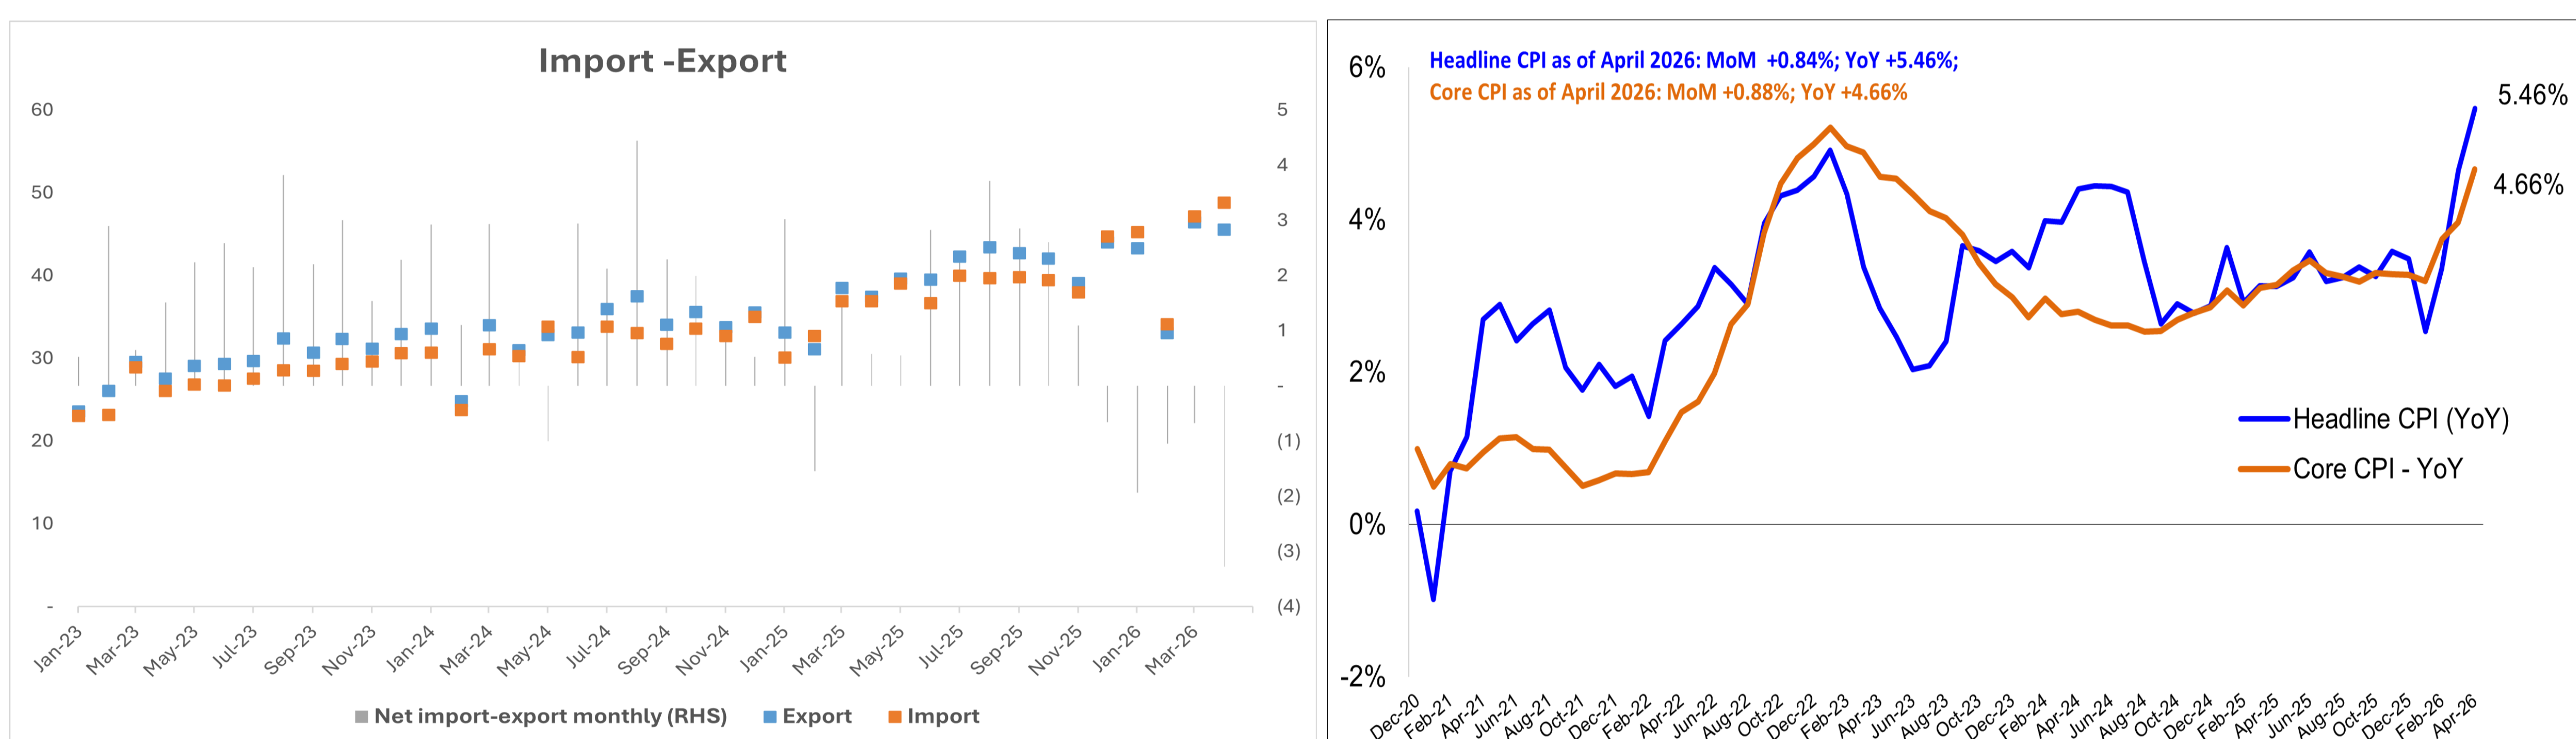 Import -Export
60
50
40
30
20
10
-
5
4
3
2
1
-
(1)
(2)
(3)
(4)
Jan-23
Mar-23
May-23
Jul-23
Sep-23
Nov-23
Jan-24
Mar-24
May-24
Jul-24
Sep-24
Nov-24
Jan-25
Mar-25
May-25
Jul-25
Sep-25
Nov-25
Jan-26
Mar-26
Net import-export monthly (RHS)
Export
Import
Headline CPI as of April 2026: MoM +0.84%; YoY +5.46%;
Core CPI as of April 2026: MoM +0.88%; YoY +4.66%
6%
4%
2%
0%
-2%
5.46%
4.66%
Headline CPI (YoY)
Core CPI - YoY
Dec-20
Feb-21
Apr-21
Jun-21
Aug-21
Oct-21
Dec-21
Feb-22
Apr-22
Jun-22
Aug-22
Oct-22
Dec-22
Feb-23
Apr-23
Jun-23
Aug-23
Oct-23
Dec-23
Feb-24
Apr-24
Jun-24
Aug-24
Oct-24
Dec-24
Feb-25
Apr-25
Jun-25
Aug-25
Oct-25
Dec-25
Feb-26
Apr-26